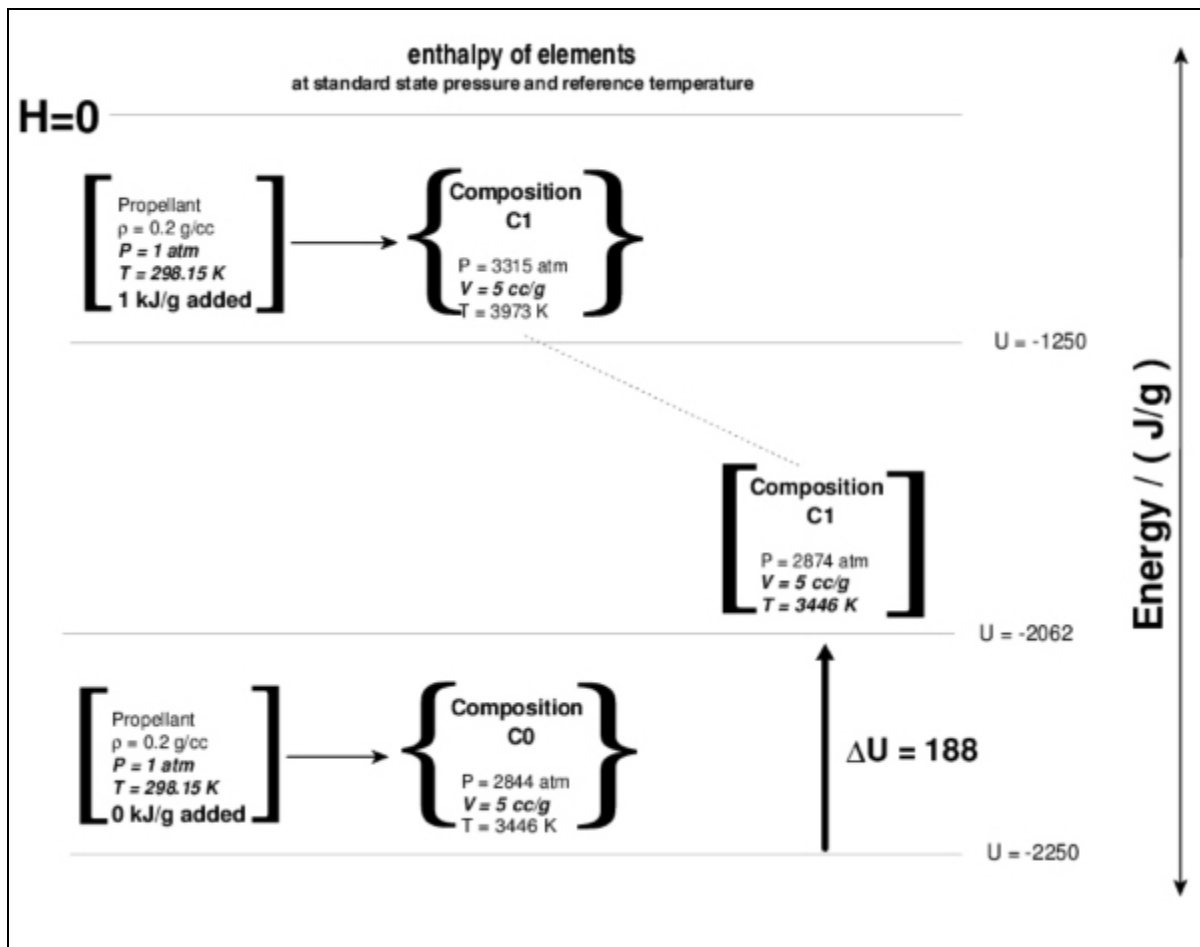 enthalpy of elements
at standard state pressure and reference temperature
H=0
Propellant
ρ = 0.2 g/cc
P = 1 atm
T = 298.15 K
1 kJ/g added
Composition
C1
P = 3315 atm
V = 5 cc/g
T = 3973 K
U = -1250
Composition
C1
P = 2874 atm
V = 5 cc/g
T = 3446 K
U = -2062
Propellant
ρ = 0.2 g/cc
P = 1 atm
T = 298.15 K
0 kJ/g added
Composition
C0
P = 2844 atm
V = 5 cc/g
T = 3446 K
ΔU = 188
U = -2250
Energy / ( J/g )